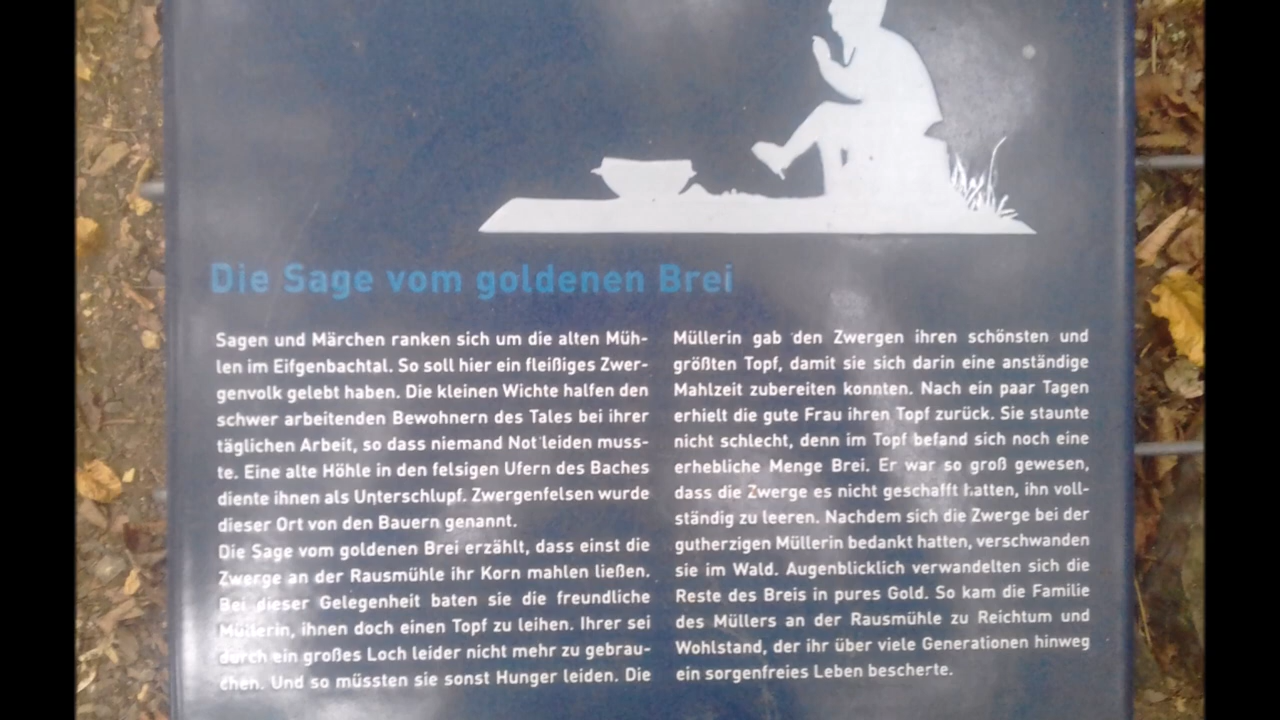 Die Sage vom goldenen Brei
Sagen und Märchen ranken sich um die alten Müh-
len im Eifgenbachtal. So soll hier ein fleißiges Zwer-
genvolk gelebt haben. Die kleinen Wichte halfen den
schwer arbeitenden Bewohnern des Tales bei ihrer
täglichen Arbeit, so dass niemand Not leiden muss-
te. Eine alte Höhle in den felsigen Ufern des Baches
diente ihnen als Unterschlupf. Zwergenfelsen wurde
dieser Ort von den Bauern genannt.
Die Sage vom goldenen Brei erzählt, dass einst die
Zwerge an der Rausmühle ihr Korn mahlen ließen.
Bei dieser Gelegenheit baten sie die freundliche
Müllerin, ihnen doch einen Topf zu leihen. Ihrer sei
durch ein großes Loch leider nicht mehr zu gebrau-
chen. Und so müssten sie sonst Hunger leiden. Die
Müllerin gab den Zwergen ihren schönsten und
größten Topf, damit sie sich darin eine anständige
Mahlzeit zubereiten konnten. Nach ein paar Tagen
erhielt die gute Frau ihren Topf zurück. Sie staunte
nicht schlecht, denn im Topf befand sich noch eine
erhebliche Menge Brei. Er war so groß gewesen,
dass die Zwerge es nicht geschafft hatten, ihn voll-
ständig zu leeren. Nachdem sich die Zwerge bei der
gutherzigen Müllerin bedankt hatten, verschwanden
sie im Wald. Augenblicklich verwandelten sich die
Reste des Breis in pures Gold. So kam die Familie
des Müllers an der Rausmühle zu Reichtum und
Wohlstand, der ihr über viele Generationen hinweg
ein sorgenfreies Leben bescherte.